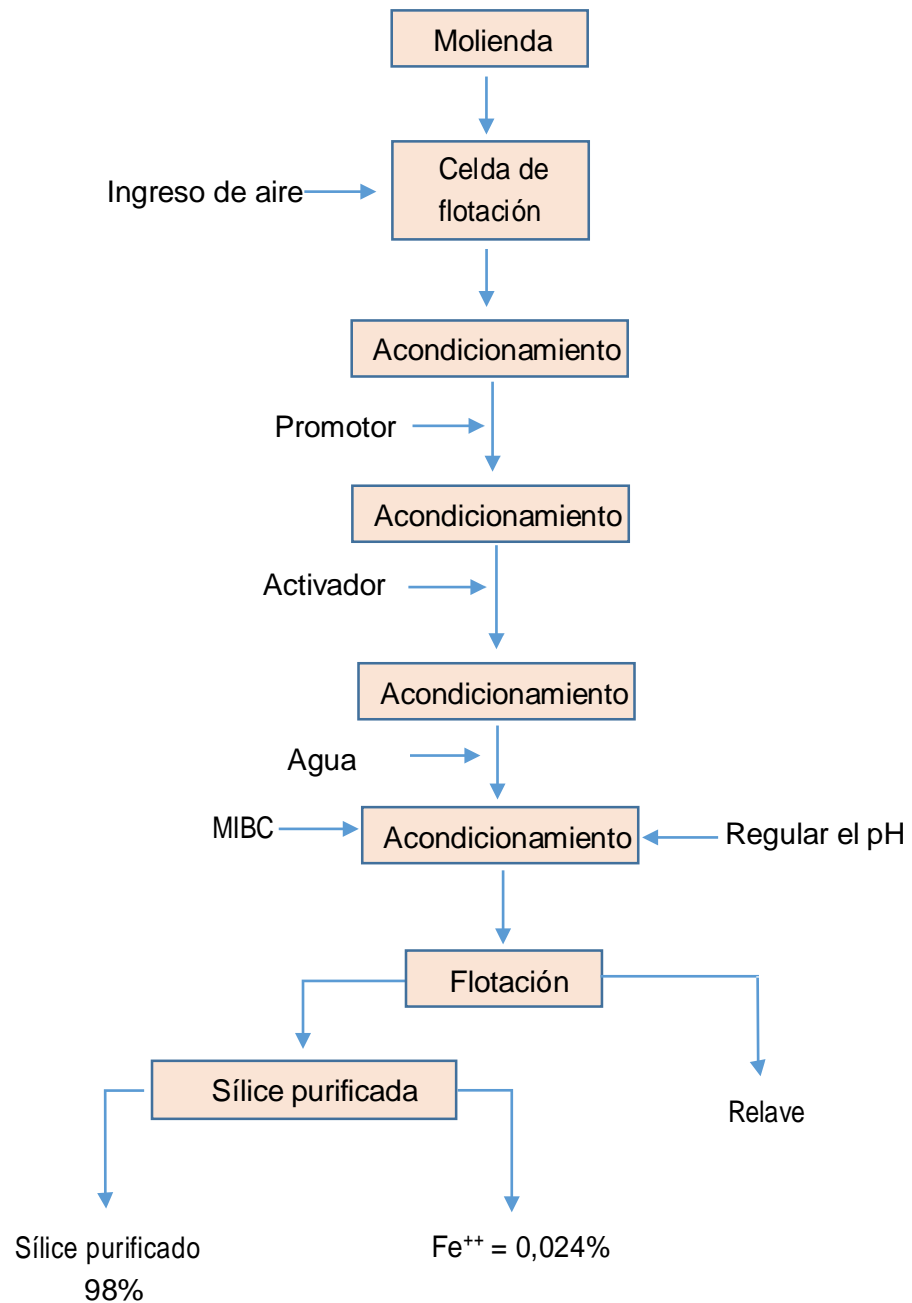 Molienda
Ingreso de aire
Celda de
flotación
Acondicionamiento
Promotor
Acondicionamiento
Activador
Acondicionamiento
Agua
MIBC
Acondicionamiento
Regular el pH
Flotación
Sílice purificada
Relave
Sílice purificado
98%
Fe⁺⁺ = 0,024%